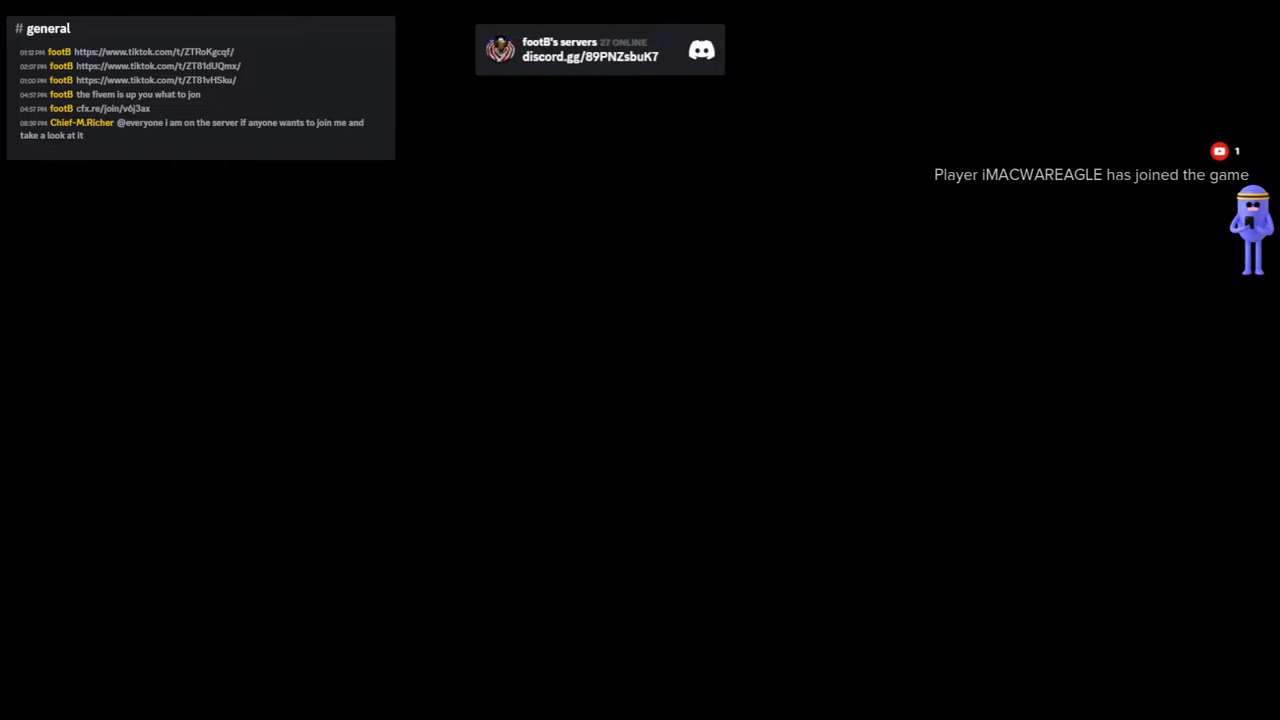 # general
01:12 PM footB https://www.tiktok.com/t/ZTRoKgcqf/
02:07 PM footB https://www.tiktok.com/t/ZT81dUQmx/
01:00 PM footB https://www.tiktok.com/t/ZT81vHSku/
04:57 PM footB the fivem is up you what to jon
04:57 PM footB cfx.re/join/v6j3ax
08:39 PM Chief-M.Richer @everyone i am on the server if anyone wants to join me and
take a look at it
footB's servers 27 ONLINE
discord.gg/89PNZsbuK7
1
Player iMACWAREAGLE has joined the game